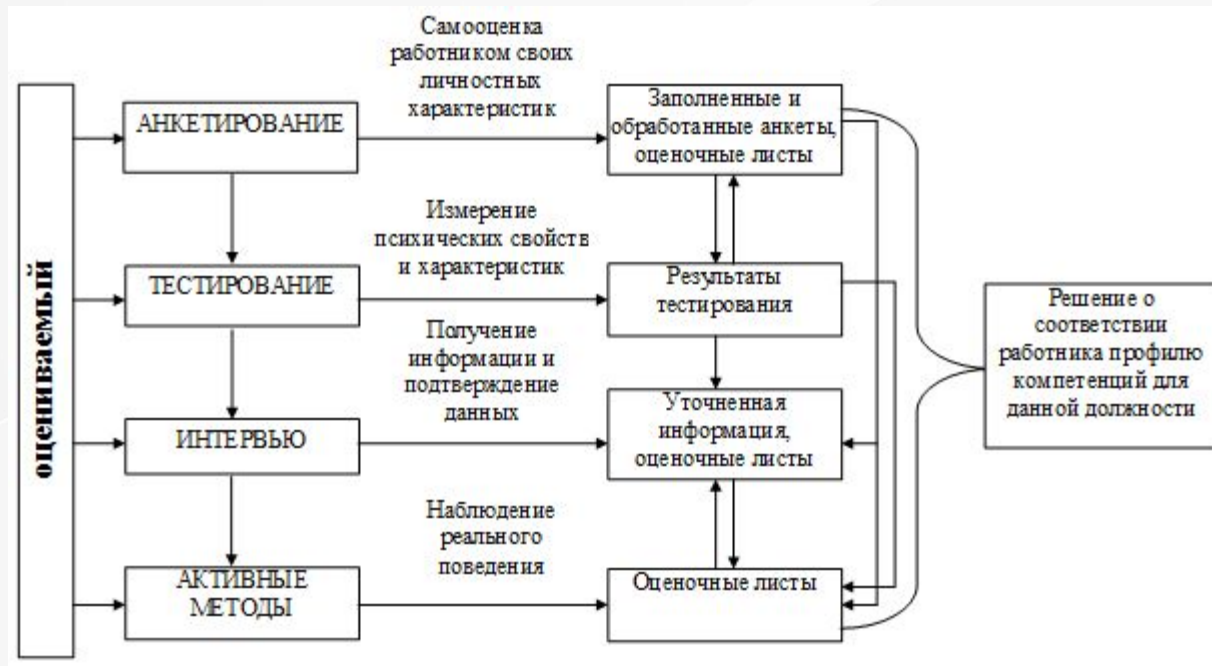 оцениваемый
АНКЕТИРОВАНИЕ
Самооценка
работником своих
личностных
характеристик
Заполненные и
обработанные анкеты,
оценочные листы
ТЕСТИРОВАНИЕ
Измерение
психических свойств
и характеристик
Результаты
тестирования
ИНТЕРВЬЮ
Получение
информации и
подтверждение
данных
Уточненная
информация,
оценочные листы
АКТИВНЫЕ
МЕТОДЫ
Наблюдение
реального
поведения
Оценочные листы
Решение о
соответствии
работника профилю
компетенций для
данной должности